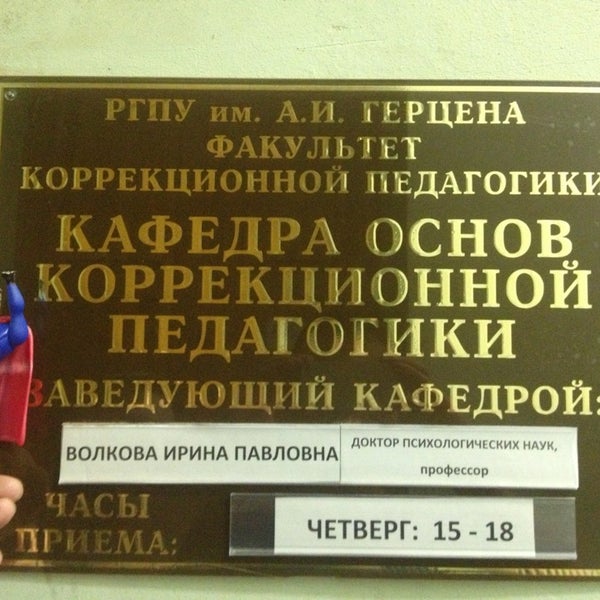 РГПУ им. А.И. ГЕРЦЕНА
ФАКУЛЬТЕТ
КОРРЕКЦИОННОЙ ПЕДАГОГИКИ
КАФЕДРА ОСНОВ
КОРРЕКЦИОННОЙ
ПЕДАГОГИКИ
ЗАВЕДУЮЩИЙ КАФЕДРОЙ:
ВОЛКОВА ИРИНА ПАВЛОВНА
ДОКТОР ПСИХОЛОГИЧЕСКИХ НАУК,
профессор
ЧАСЫ
ПРИЕМА:
ЧЕТВЕРГ: 15 - 18